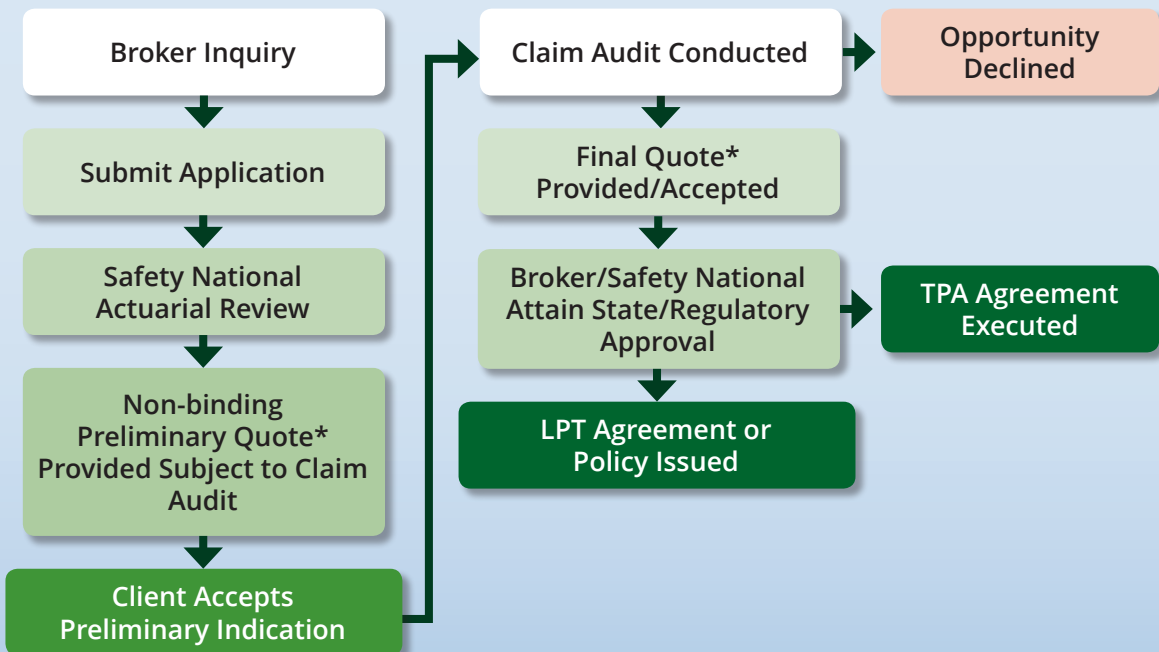 Broker Inquiry
Submit Application
Safety National
Actuarial Review
Non-binding
Preliminary Quote*
Provided Subject to Claim
Audit
Client Accepts
Preliminary Indication
Claim Audit Conducted
Opportunity
Declined
Final Quote*
Provided/Accepted
Broker/Safety National
Attain State/Regulatory
Approval
TPA Agreement
Executed
LPT Agreement or
Policy Issued